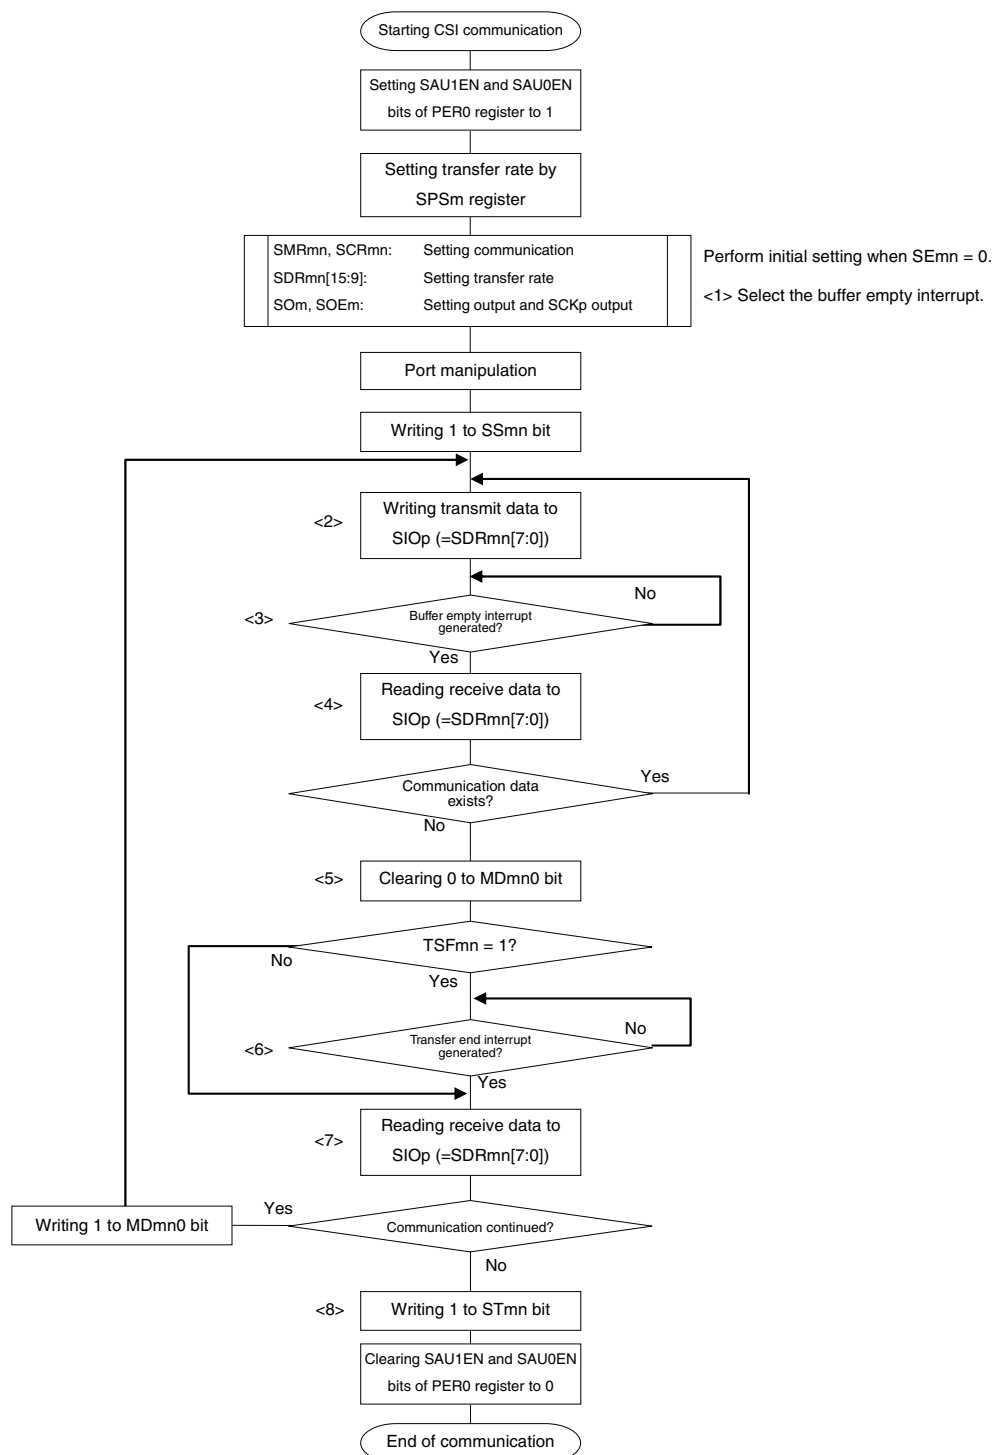 Starting CSI communication
Setting SAU1EN and SAU0EN
bits of PER0 register to 1
Setting transfer rate by
SPSm register
SMRmn, SCRmn: Setting communication
SDRmn[15:9]: Setting transfer rate
SOm, SOEm: Setting output and SCKp output
Perform initial setting when SEmn = 0.
<1> Select the buffer empty interrupt.
Port manipulation
Writing 1 to SSmn bit
<2>
Writing transmit data to
SIOp (=SDRmn[7:0])
No
<3>
Buffer empty interrupt
generated?
Yes
<4>
Reading receive data to
SIOp (=SDRmn[7:0])
Yes
Communication data
exists?
No
<5>
Clearing 0 to MDmn0 bit
TSFmn = 1?
No
Yes
No
<6>
Transfer end interrupt
generated?
Yes
<7>
Reading receive data to
SIOp (=SDRmn[7:0])
Yes
Writing 1 to MDmn0 bit
Communication continued?
No
<8>
Writing 1 to STmn bit
Clearing SAU1EN and SAU0EN
bits of PER0 register to 0
End of communication